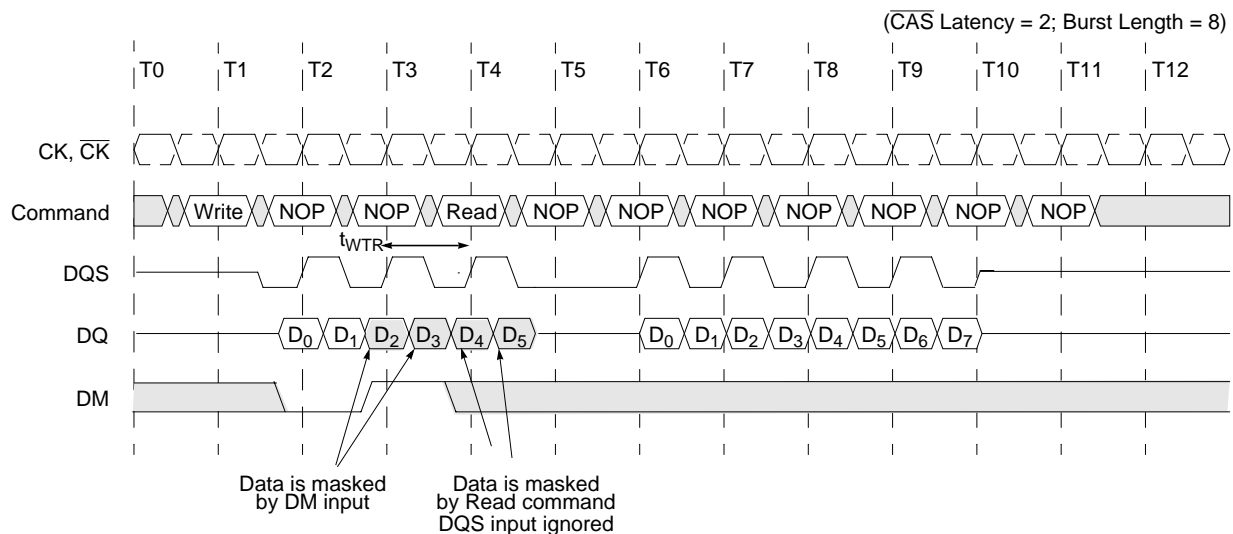 (CAS Latency = 2; Burst Length = 8)
T0 T1 T2 T3 T4 T5 T6 T7 T8 T9 T10 T11 T12
CK, CK
Command Write NOP NOP Read NOP NOP NOP NOP NOP NOP NOP
tWTR
DQS
DQ D0 D1 D2 D3 D4 D5 D0 D1 D2 D3 D4 D5 D6 D7
DM
Data is masked
by DM input
Data is masked
by Read command
DQS input ignored